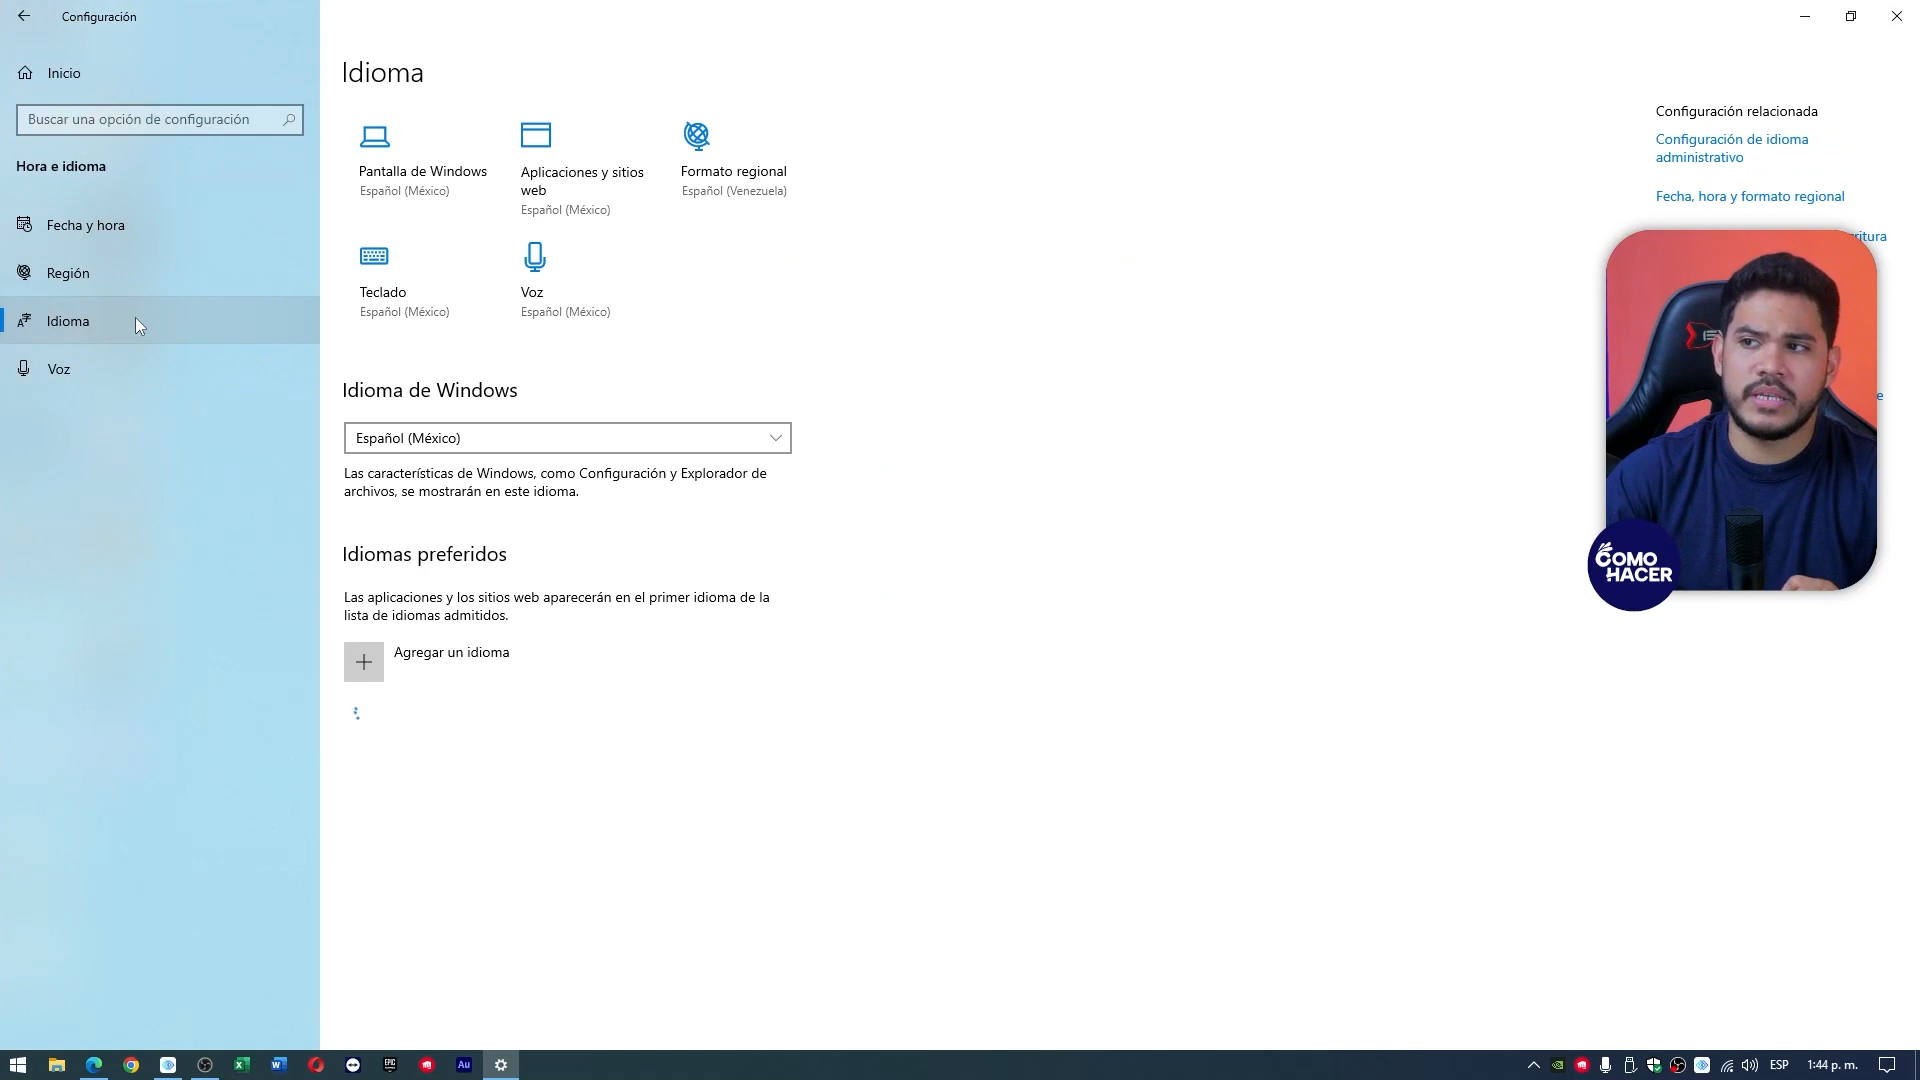 Configuración
Inicio
Buscar una opción de configuración
Hora e idioma
Fecha y hora
Región
Idioma
Voz
Idioma
Pantalla de Windows
Español (México)
Aplicaciones y sitios
web
Español (México)
Formato regional
Español (Venezuela)
Teclado
Español (México)
Voz
Español (México)
Idioma de Windows
Español (México)
Las características de Windows, como Configuración y Explorador de
archivos, se mostrarán en este idioma.
Idiomas preferidos
Las aplicaciones y los sitios web aparecerán en el primer idioma de la
lista de idiomas admitidos.
Agregar un idioma
Configuración relacionada
Configuración de idioma
administrativo
Fecha, hora y formato regional
COMO
HACER
EPIC
Au
ESP
1:44 p. m.